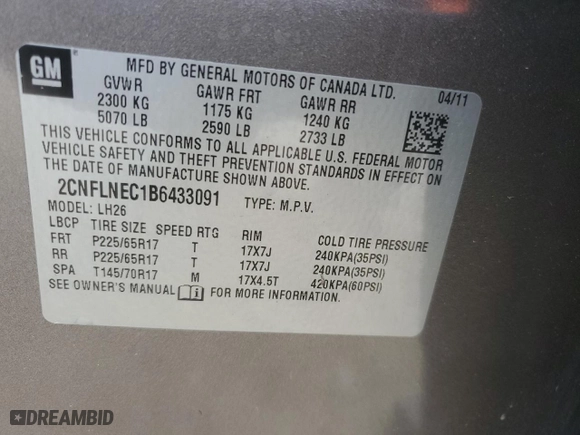 GM
MFD BY GENERAL MOTORS OF CANADA LTD.
04/11
GVWR GAWR FRT GAWR RR
2300 KG 1175 KG 1240 KG
5070 LB 2590 LB 2733 LB
THIS VEHICLE CONFORMS TO ALL APPLICABLE U.S. FEDERAL MOTOR
VEHICLE SAFETY AND THEFT PREVENTION STANDARDS IN EFFECT ON
THE DATE OF MANUFACTURE SHOWN ABOVE.
2CNFLNEC1B6433091 TYPE: M.P.V.
MODEL: LH26
LBCP TIRE SIZE SPEED RTG RIM COLD TIRE PRESSURE
FRT P225/65R17 T 17X7J 240KPA(35PSI)
RR P225/65R17 T 17X7J 240KPA(35PSI)
SPA T145/70R17 M 17X4.5T 420KPA(60PSI)
SEE OWNER'S MANUAL FOR MORE INFORMATION.
DREAMBID